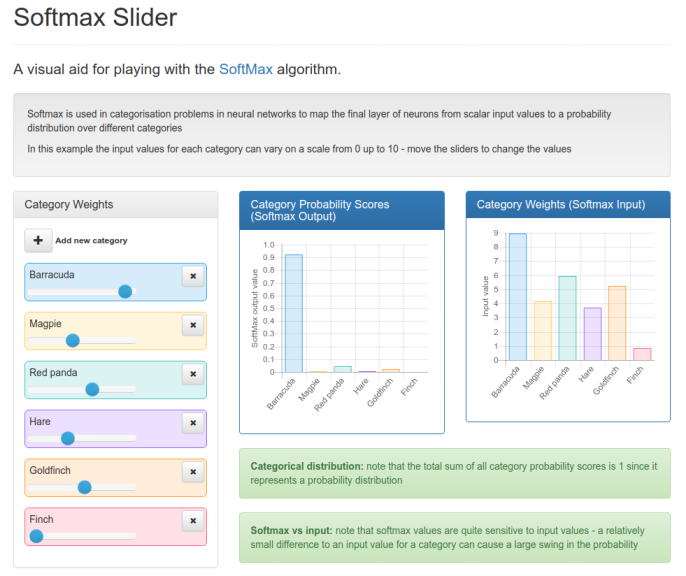 Softmax Slider
A visual aid for playing with the SoftMax algorithm.
Softmax is used in categorisation problems in neural networks to map the final layer of neurons from scalar input values to a probability
distribution over different categories
In this example the input values for each category can vary on a scale from 0 up to 10 - move the sliders to change the values
Category Weights
+ Add new category
Barracuda ✖
Magpie ✖
Red panda ✖
Hare ✖
Goldfinch ✖
Finch ✖
Category Probability Scores
(Softmax Output)
SoftMax output value
1.0
0.9
0.8
0.7
0.6
0.5
0.4
0.3
0.2
0.1
0
Barracuda
Magpie
Red panda
Hare
Goldfinch
Finch
Category Weights (Softmax Input)
Input value
9
8
7
6
5
4
3
2
1
0
Barracuda
Magpie
Red panda
Hare
Goldfinch
Finch
Categorical distribution: note that the total sum of all category probability scores is 1 since it
represents a probability distribution
Softmax vs input: note that softmax values are quite sensitive to input values - a relatively
small difference to an input value for a category can cause a large swing in the probability